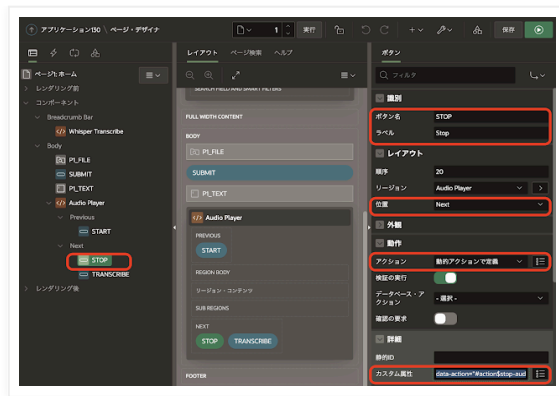 アプリケーション130 \ ページ・デザイナ
1
実行
保存
ページ1: ホーム
レンダリング前
コンポーネント
Breadcrumb Bar
Whisper Transcribe
Body
P1_FILE
SUBMIT
P1_TEXT
Audio Player
Previous
START
Next
STOP
TRANSCRIBE
レンダリング後
レイアウト ページ検索 ヘルプ
SEARCH FIELD AND SMART FILTERS
FULL WIDTH CONTENT
BODY
P1_FILE
SUBMIT
P1_TEXT
Audio Player
PREVIOUS
START
REGION BODY
リージョン・コンテンツ
SUB REGIONS
NEXT
STOP TRANSCRIBE
FOOTER
ボタン
フィルタ
識別
ボタン名 STOP
ラベル Stop
レイアウト
順序 20
リージョン Audio Player
位置 Next
外観
動作
アクション 動的アクションで定義
検証の実行
データベース・ア
クション - 選択 -
確認の要求
詳細
静的ID
カスタム属性 data-action="#action$stop-aud